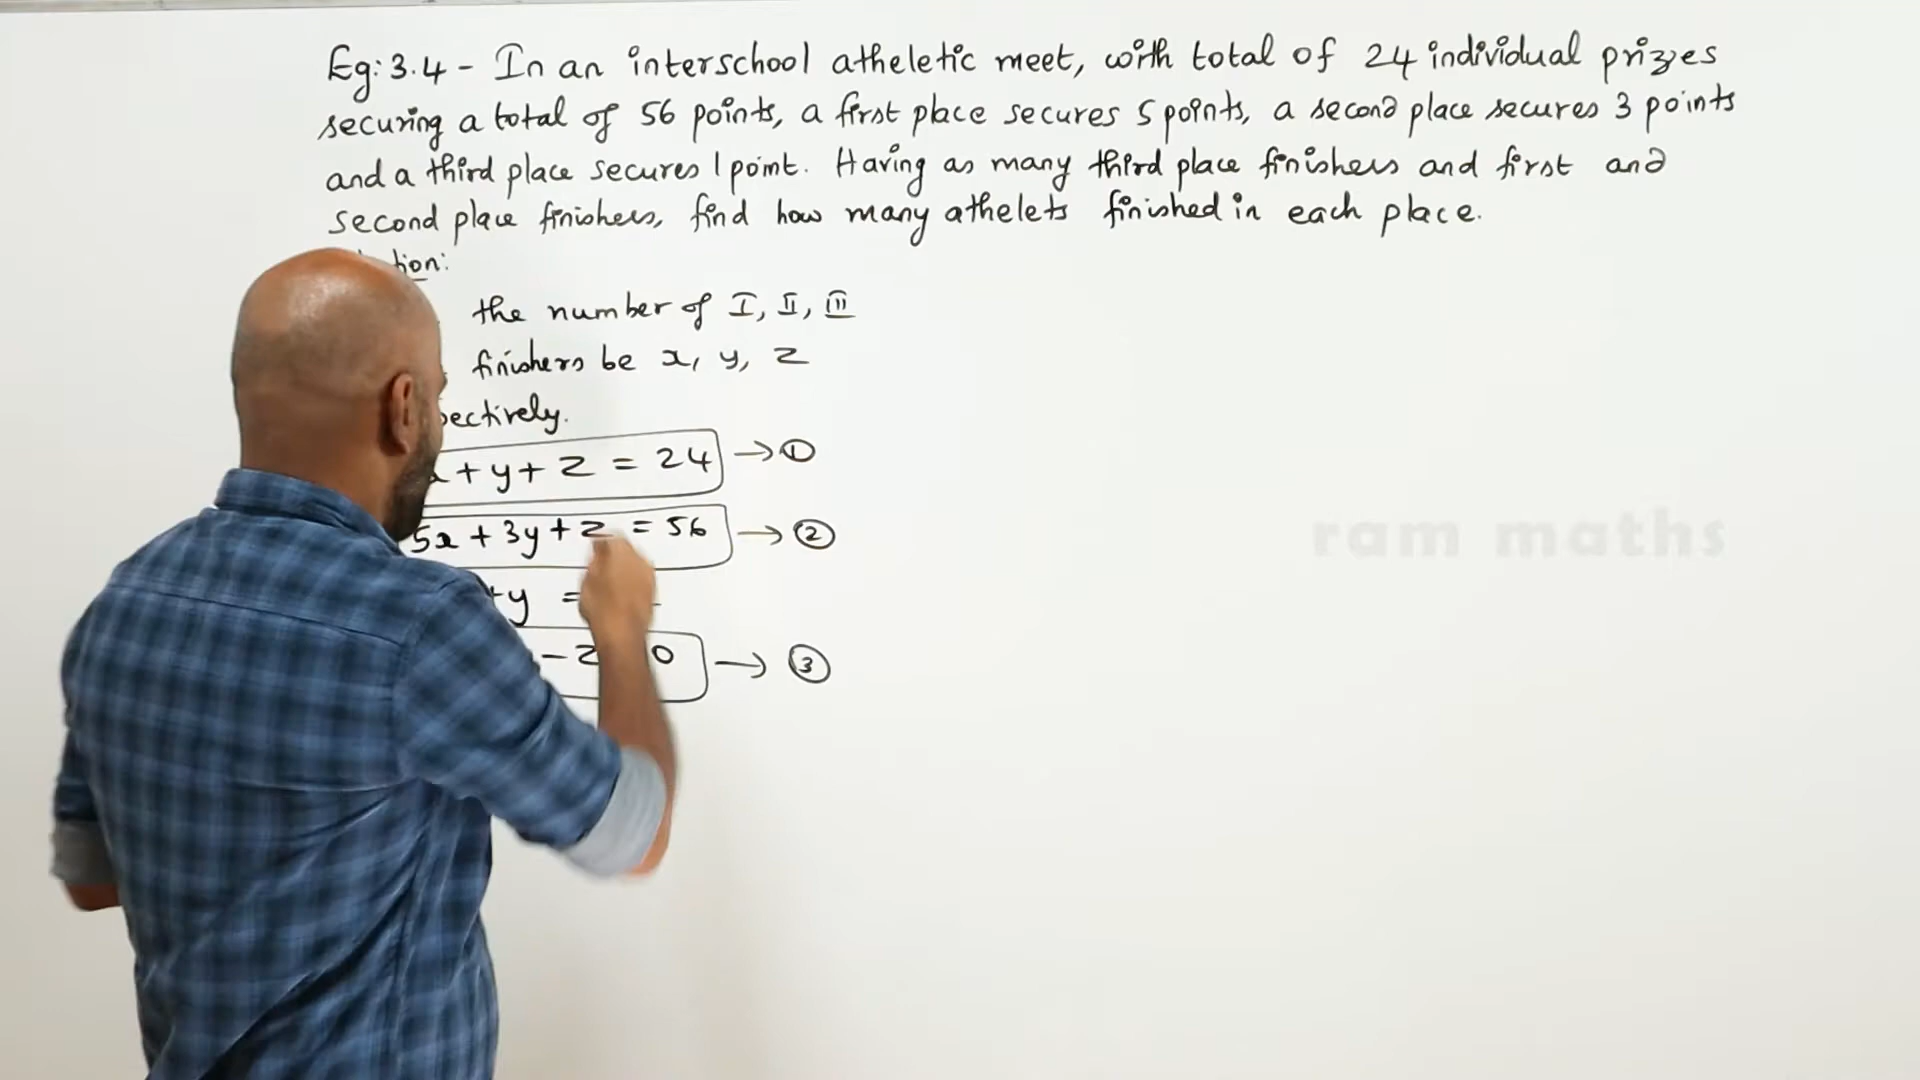 Eg: 3.4 - In an interschool atheletic meet, with total of 24 individual prizes
securing a total of 56 points, a first place secures 5 points, a second place secures 3 points
and a third place secures 1 point. Having as many third place finishers and first and
second place finishers, find how many athelets finished in each place.
tion:
the number of I, II, III
finishers be x, y, z
pectively.
x + y + z = 24 → ①
5x + 3y + z = 56 → ②
+y =
- z 0 → ③
ram maths